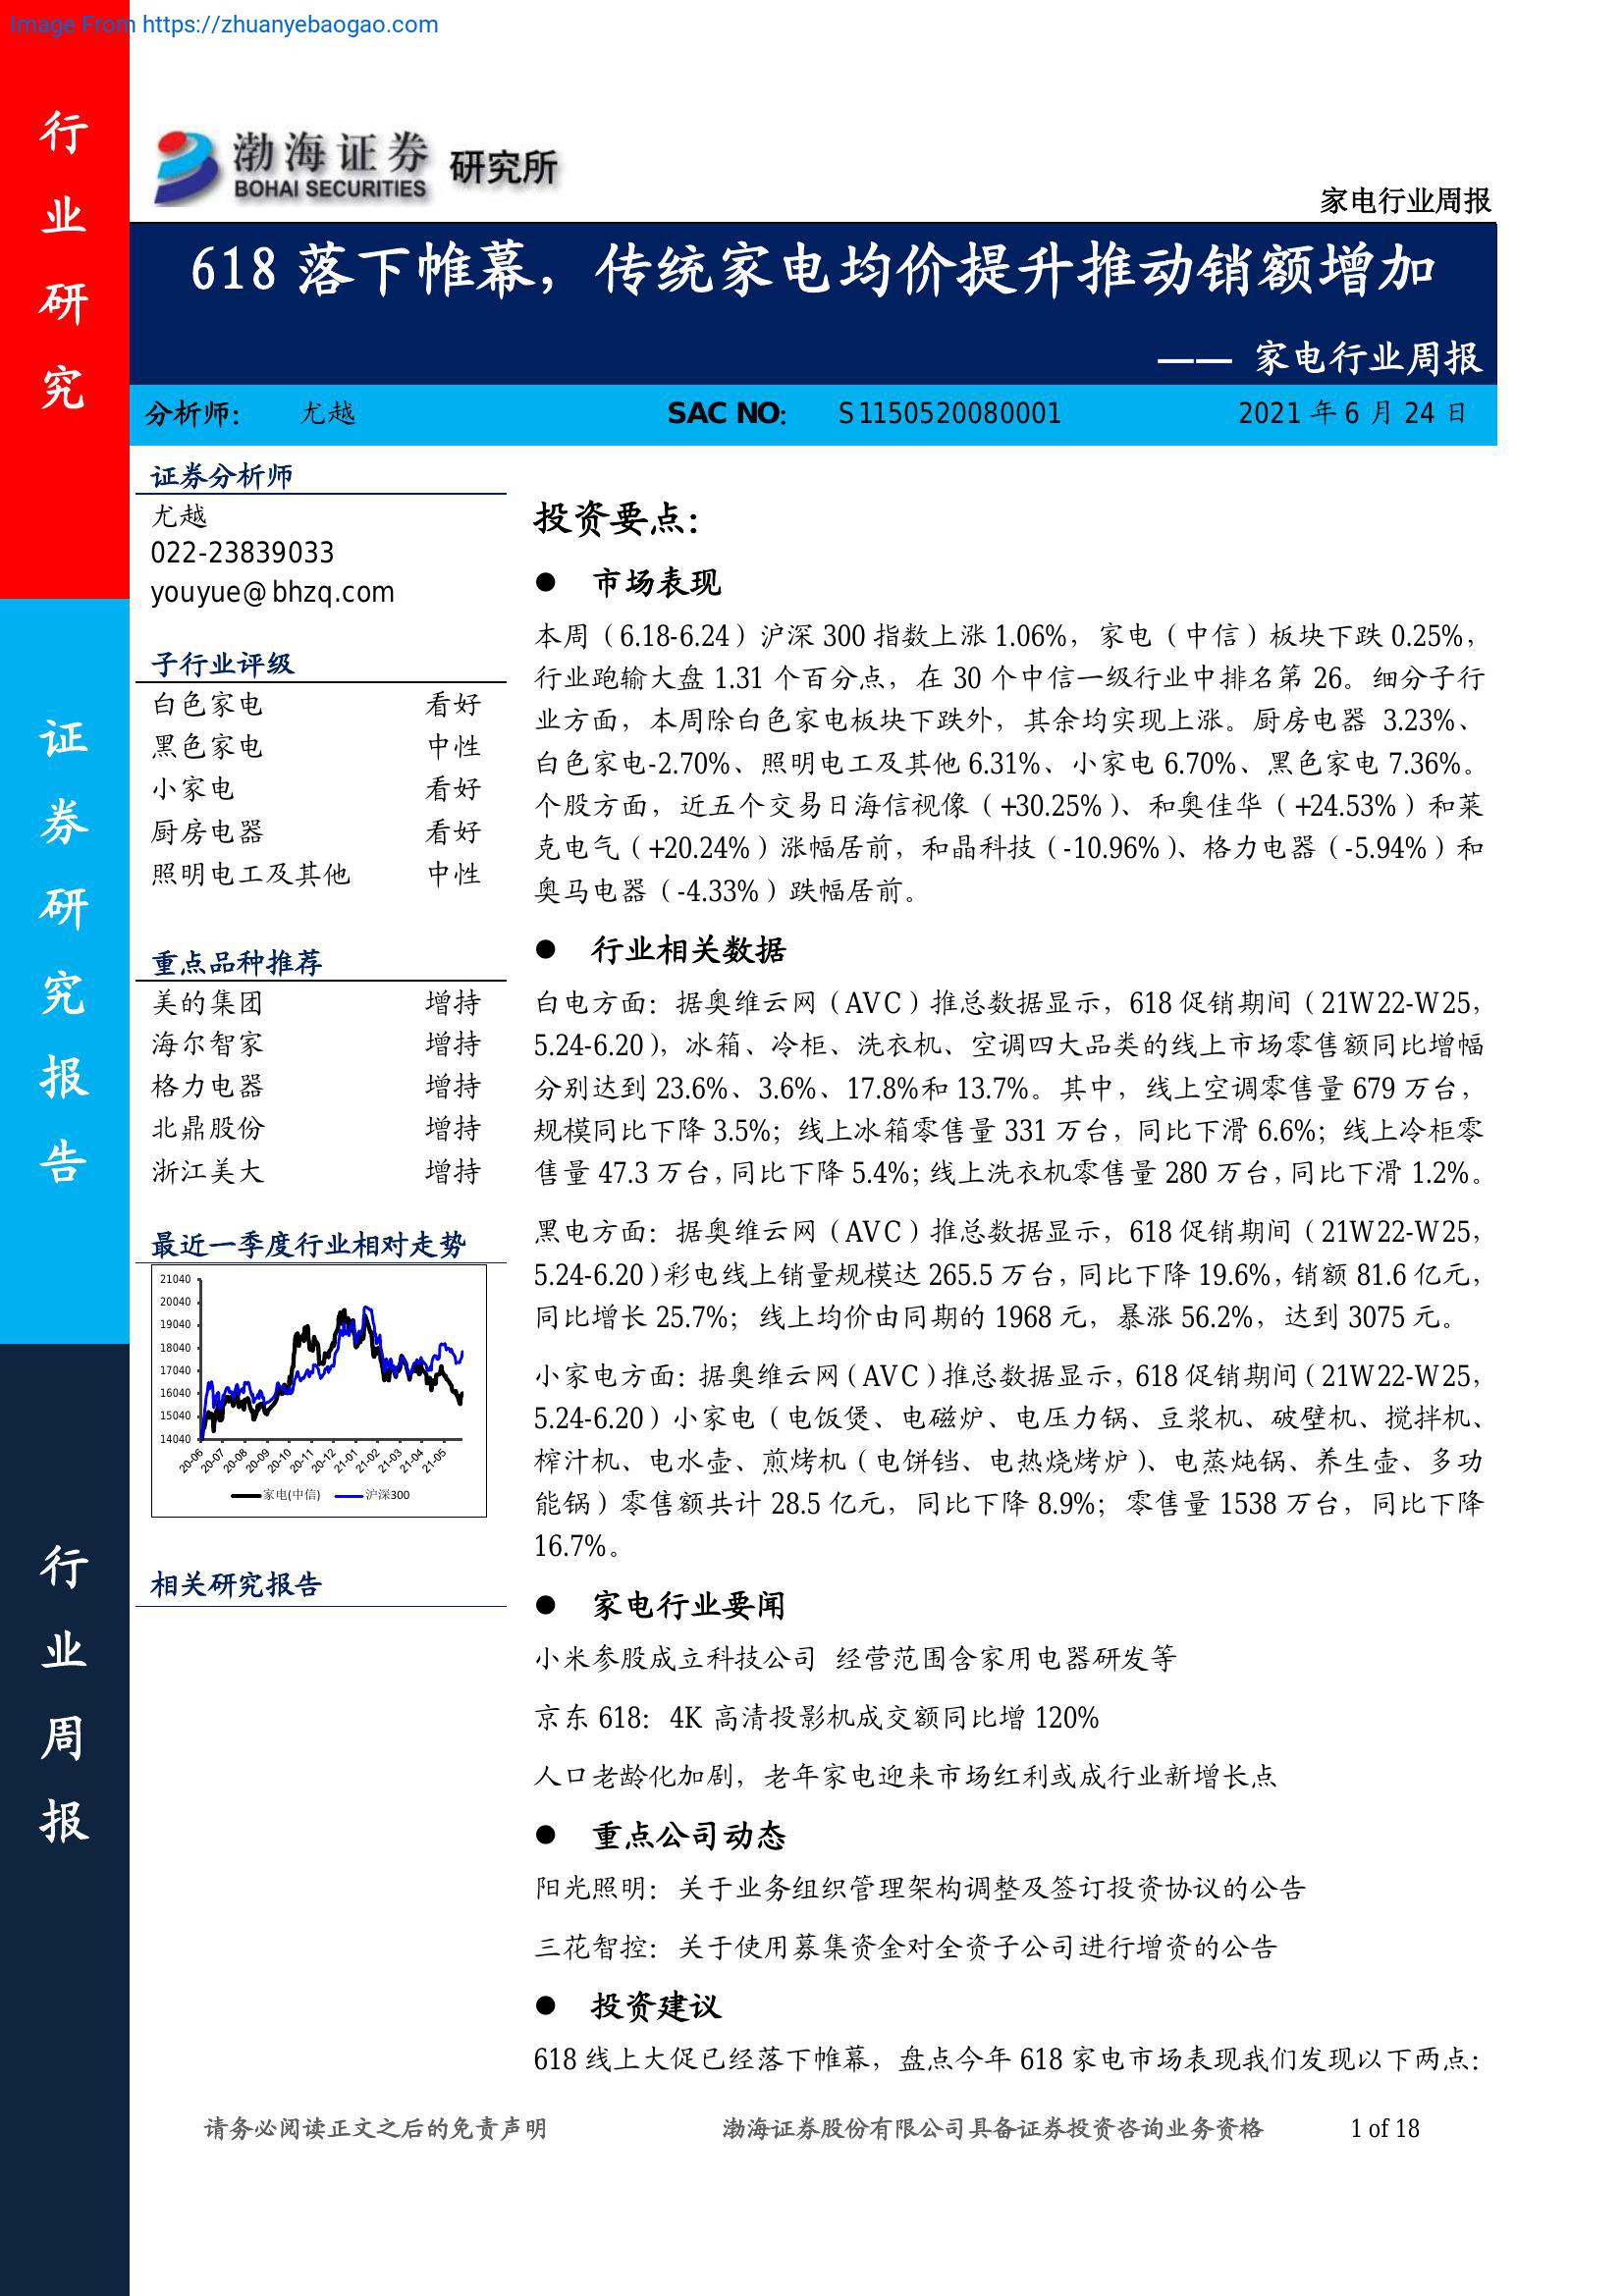 Image From https://zhuanyebaogao.com
行业研究
证券研究报告
行业周报
渤海证券 研究所
BOHAI SECURITIES
家电行业周报
618 落下帷幕，传统家电均价提升推动销额增加
—— 家电行业周报
分析师： 尤越 SAC NO： S1150520080001 2021 年 6 月 24 日
证券分析师
尤越
022-23839033
youyue@bhzq.com
子行业评级
白色家电 看好
黑色家电 中性
小家电 看好
厨房电器 看好
照明电工及其他 中性
重点品种推荐
美的集团 增持
海尔智家 增持
格力电器 增持
北鼎股份 增持
浙江美大 增持
最近一季度行业相对走势
21040
20040
19040
18040
17040
16040
15040
14040
20-06 20-07 20-08 20-09 20-10 20-11 20-12 21-01 21-02 21-03 21-04 21-05
家电(中信) 沪深300
相关研究报告
投资要点：
● 市场表现
本周（6.18-6.24）沪深 300 指数上涨 1.06%，家电（中信）板块下跌 0.25%，
行业跑输大盘 1.31 个百分点，在 30 个中信一级行业中排名第 26。细分子行
业方面，本周除白色家电板块下跌外，其余均实现上涨。厨房电器 3.23%、
白色家电-2.70%、照明电工及其他 6.31%、小家电 6.70%、黑色家电 7.36%。
个股方面，近五个交易日海信视像（+30.25%）、和奥佳华（+24.53%）和莱
克电气（+20.24%）涨幅居前，和晶科技（-10.96%）、格力电器（-5.94%）和
奥马电器（-4.33%）跌幅居前。
● 行业相关数据
白电方面：据奥维云网（AVC）推总数据显示，618 促销期间（21W22-W25，
5.24-6.20），冰箱、冷柜、洗衣机、空调四大品类的线上市场零售额同比增幅
分别达到 23.6%、3.6%、17.8%和 13.7%。其中，线上空调零售量 679 万台，
规模同比下降 3.5%；线上冰箱零售量 331 万台，同比下滑 6.6%；线上冷柜零
售量 47.3 万台，同比下降 5.4%；线上洗衣机零售量 280 万台，同比下滑 1.2%。
黑电方面：据奥维云网（AVC）推总数据显示，618 促销期间（21W22-W25，
5.24-6.20）彩电线上销量规模达 265.5 万台，同比下降 19.6%，销额 81.6 亿元，
同比增长 25.7%；线上均价由同期的 1968 元，暴涨 56.2%，达到 3075 元。
小家电方面：据奥维云网（AVC）推总数据显示，618 促销期间（21W22-W25，
5.24-6.20）小家电（电饭煲、电磁炉、电压力锅、豆浆机、破壁机、搅拌机、
榨汁机、电水壶、煎烤机（电饼铛、电热烧烤炉）、电蒸炖锅、养生壶、多功
能锅）零售额共计 28.5 亿元，同比下降 8.9%；零售量 1538 万台，同比下降
16.7%。
● 家电行业要闻
小米参股成立科技公司 经营范围含家用电器研发等
京东 618：4K 高清投影机成交额同比增 120%
人口老龄化加剧，老年家电迎来市场红利或成行业新增长点
● 重点公司动态
阳光照明：关于业务组织管理架构调整及签订投资协议的公告
三花智控：关于使用募集资金对全资子公司进行增资的公告
● 投资建议
618 线上大促已经落下帷幕，盘点今年 618 家电市场表现我们发现以下两点：
请务必阅读正文之后的免责声明 渤海证券股份有限公司具备证券投资咨询业务资格 1 of 18